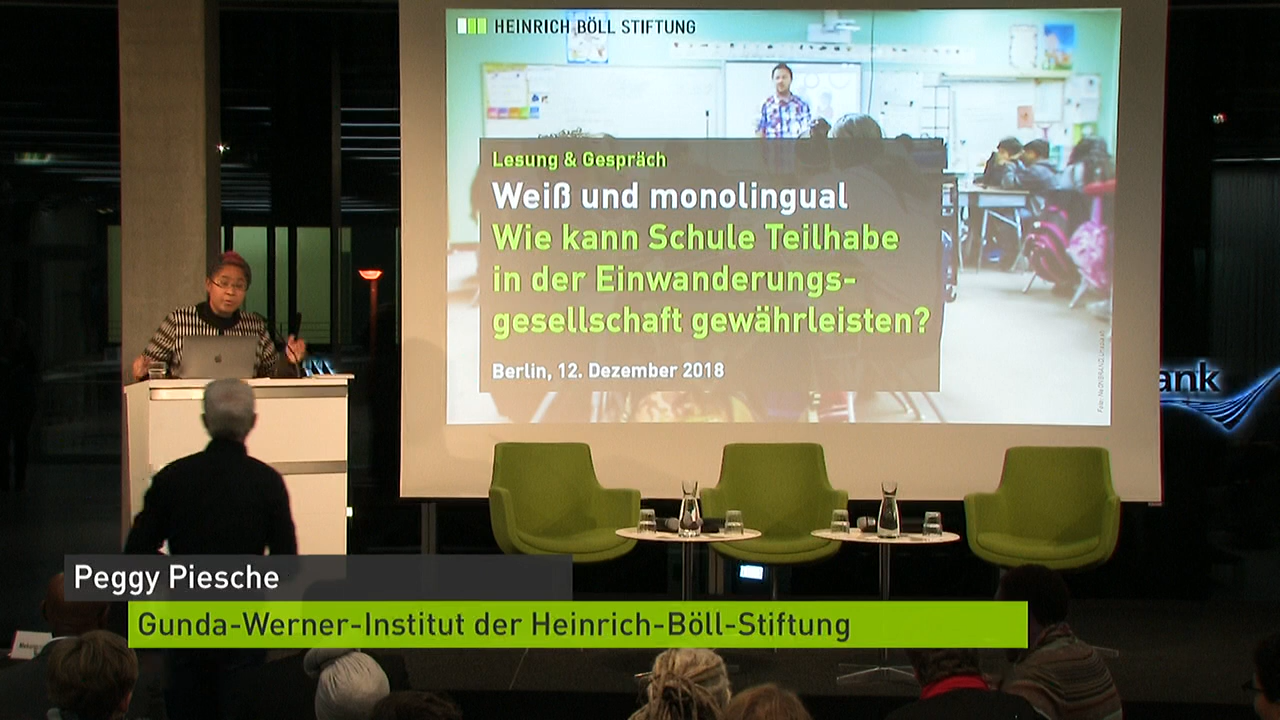 HEINRICH BÖLL STIFTUNG
Lesung & Gespräch
Weiß und monolingual
Wie kann Schule Teilhabe
in der Einwanderungs-
gesellschaft gewährleisten?
Berlin, 12. Dezember 2018
ank
Peggy Piesche
Gunda-Werner-Institut der Heinrich-Böll-Stiftung